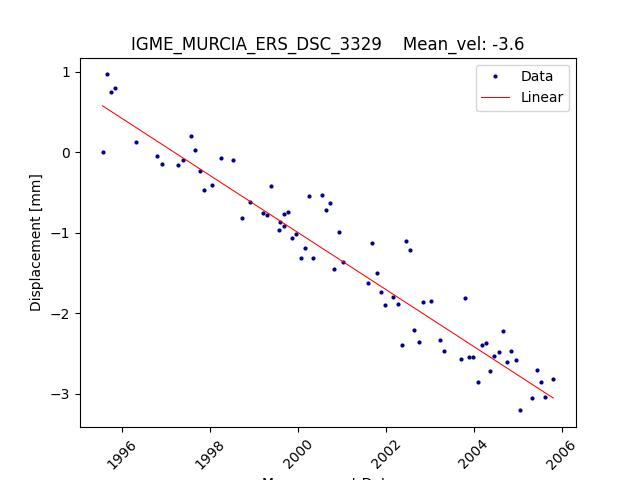 IGME_MURCIA_ERS_DSC_3329    Mean_vel: -3.6
Data
Linear
Displacement [mm]
1
0
−1
−2
−3
1996
1998
2000
2002
2004
2006